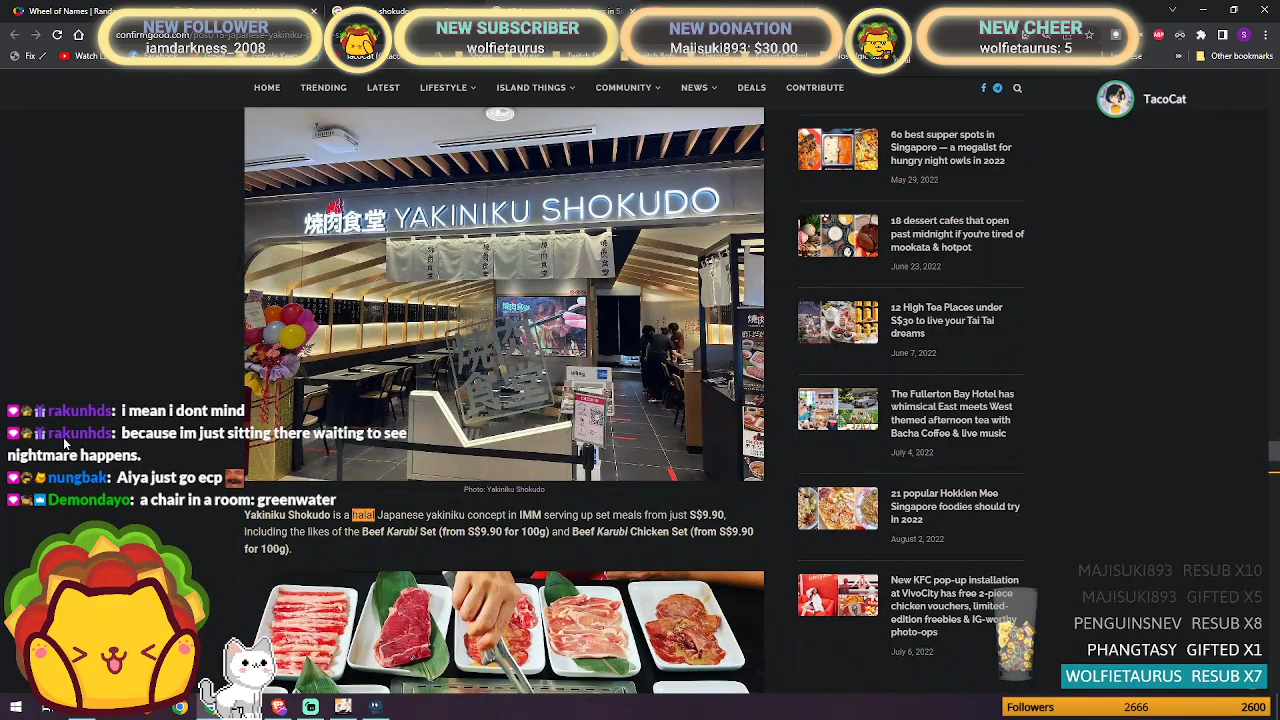 Wheel of Names | Rand
NEW FOLLOWER
iamdarkness_2008
NEW SUBSCRIBER
wolfietaurus
NEW DONATION
Majisuki893: $30.00
NEW CHEER
wolfietaurus: 5
Fix
Watch La
Other bookmarks
HOME
TRENDING
LATEST
LIFESTYLE
ISLAND THINGS
COMMUNITY
NEWS
DEALS
CONTRIBUTE
TacoCat
燒肉食堂 YAKINIKU SHOKUDO
60 best supper spots in
Singapore — a megalist for
hungry night owls in 2022
May 29, 2022
18 dessert cafes that open
past midnight if you're tired of
mookata & hotpot
June 23, 2022
12 High Tea Places under
S$30 to live your Tai Tai
dreams
June 7, 2022
The Fullerton Bay Hotel has
whimsical East meets West
themed afternoon tea with
Bacha Coffee & live music
July 4, 2022
21 popular Hokkien Mee
Singapore foodies should try
in 2022
August 2, 2022
New KFC pop-up installation
at VivoCity has free 2-piece
chicken vouchers, limited-
edition freebies & IG-worthy
photo-ops
July 6, 2022
rakunhds: i mean i dont mind
rakunhds: because im just sitting there waiting to see
nightmare happens.
nungbak: Aiya just go ecp
Demondayo: a chair in a room: greenwater
Photo: Yakiniku Shokudo
Yakiniku Shokudo is a halal Japanese yakiniku concept in IMM serving up set meals from just S$9.90,
including the likes of the Beef Karubi Set (from S$9.90 for 100g) and Beef Karubi Chicken Set (from S$9.90
for 100g).
MAJISUKI893 RESUB X10
MAJISUKI893 GIFTED X5
PENGUINSNEV RESUB X8
PHANGTASY GIFTED X1
WOLFIETAURUS RESUB X7
Followers 2666 2600